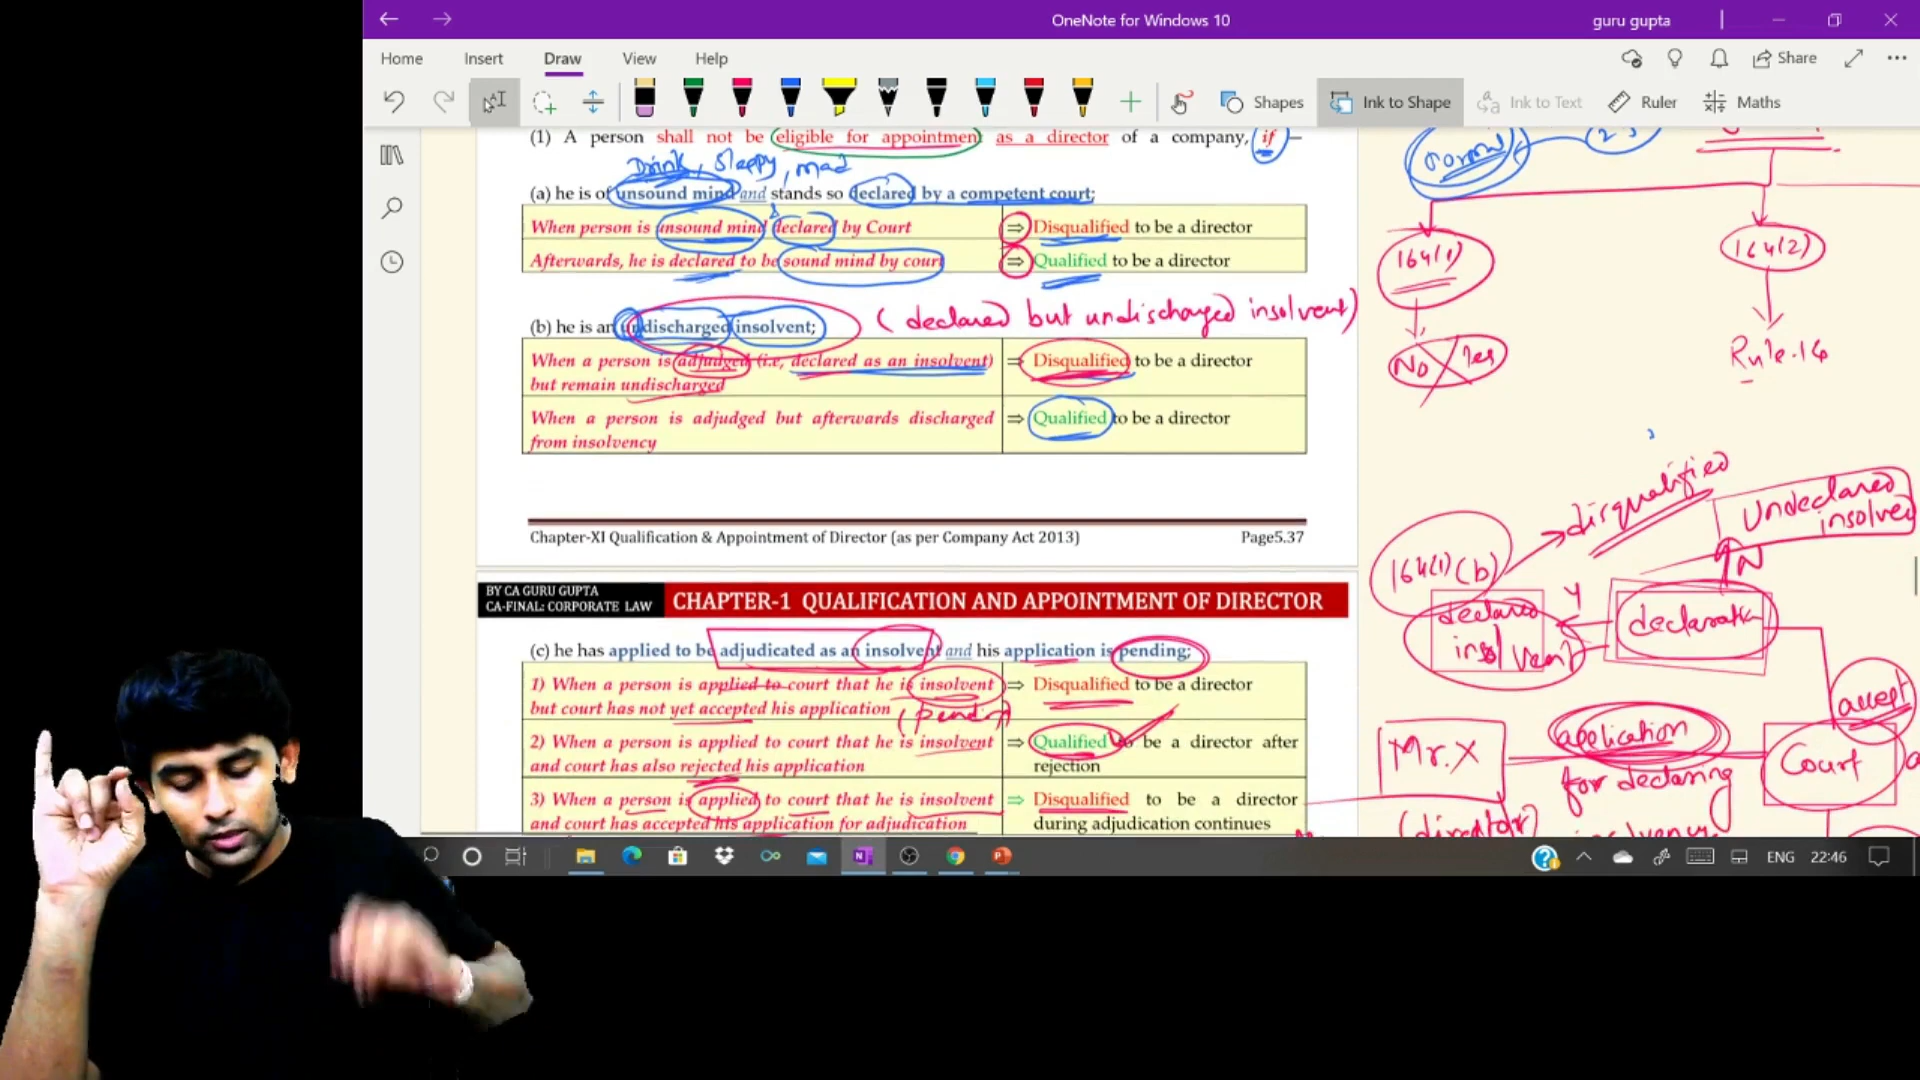 OneNote for Windows 10
guru gupta
Home Insert Draw View Help
Share
Shapes Ink to Shape Ink to Text Ruler Maths
(1) A person shall not be eligible for appointment as a director of a company, if –
Drink, Sleppy, mad
(a) he is of unsound mind and stands so declared by a competent court;
When person is unsound mind declared by Court ⇒ Disqualified to be a director
Afterwards, he is declared to be sound mind by court ⇒ Qualified to be a director
(b) he is an undischarged insolvent;
(declared but undischarged insolvent)
When a person is adjudged (i.e, declared as an insolvent) ⇒ Disqualified to be a director
but remain undischarged
When a person is adjudged but afterwards discharged ⇒ Qualified to be a director
from insolvency
Chapter-XI Qualification & Appointment of Director (as per Company Act 2013) Page5.37
BY CA GURU GUPTA
CA-FINAL: CORPORATE LAW
CHAPTER-1 QUALIFICATION AND APPOINTMENT OF DIRECTOR
(c) he has applied to be adjudicated as an insolvent and his application is pending;
1) When a person is applied to court that he is insolvent ⇒ Disqualified to be a director
but court has not yet accepted his application
(pending)
2) When a person is applied to court that he is insolvent ⇒ Qualified to be a director after
and court has also rejected his application rejection
3) When a person is applied to court that he is insolvent ⇒ Disqualified to be a director
and court has accepted his application for adjudication during adjudication continues
164(1)
164(2)
No Yes
Rule.14
disqualified
Undeclared
insolven
164(1)(b)
N
Y
declared
insolvent
declaration
accept
Mr.X
application
Court
for declaring
insolvency
(director)
ENG 22:46